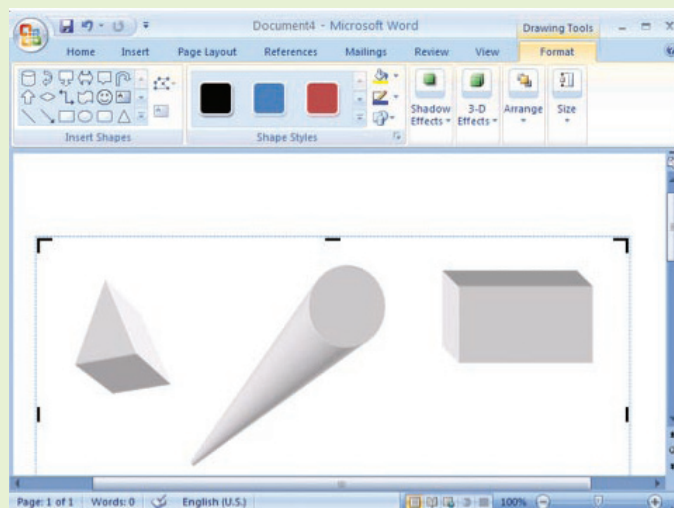 Document4 - Microsoft Word
Drawing Tools
Home Insert Page Layout References Mailings Review View Format
Shadow Effects
3-D Effects
Arrange
Size
Insert Shapes
Shape Styles
Page: 1 of 1 Words: 0 English (U.S.) 100%